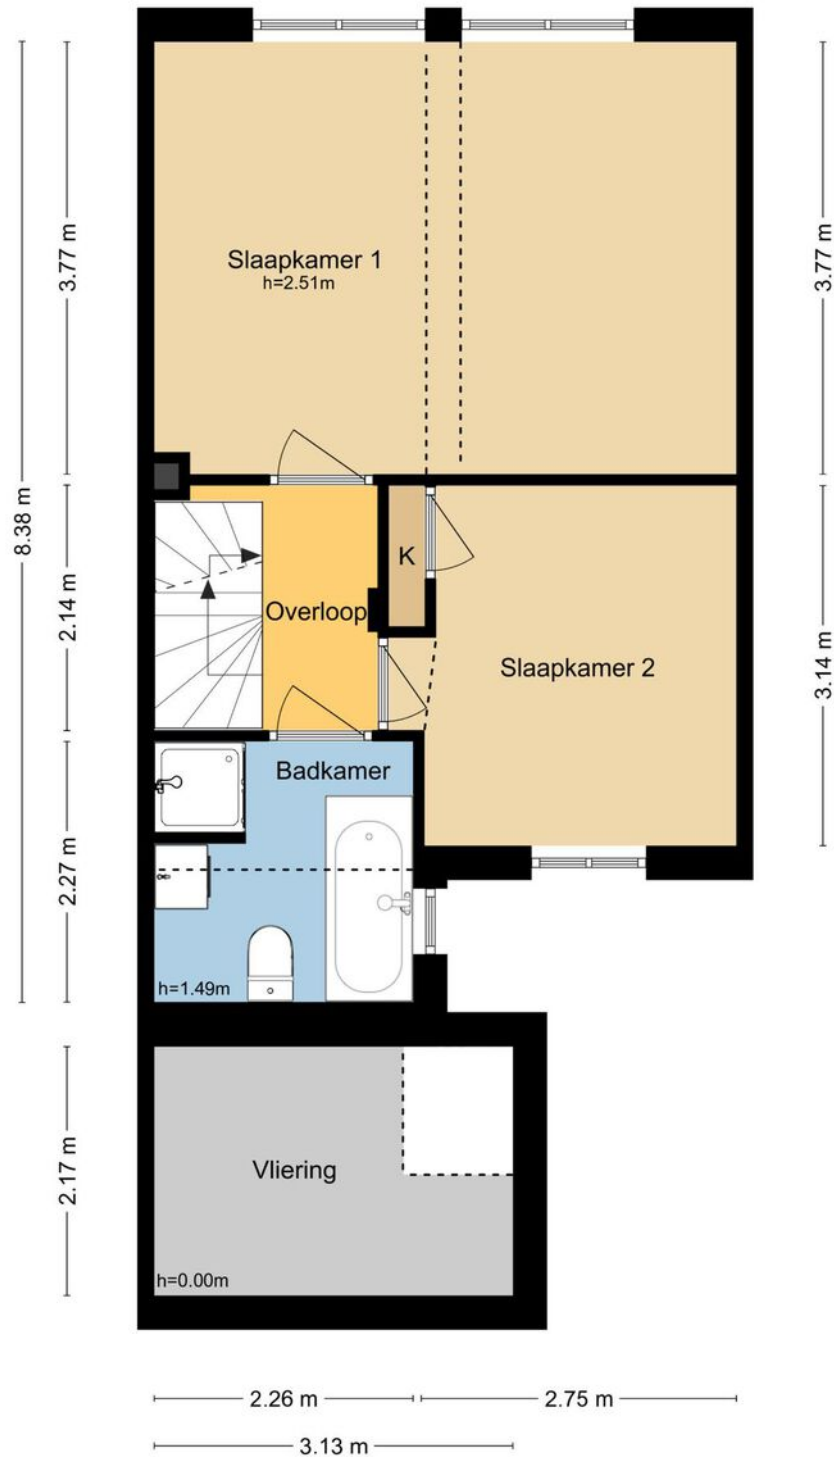 3.77 m
3.77 m
Slaapkamer 1
h=2.51m
8.38 m
K
2.14 m
Overloop
3.14 m
Slaapkamer 2
Badkamer
2.27 m
h=1.49m
2.17 m
Vliering
h=0.00m
2.26 m
2.75 m
3.13 m